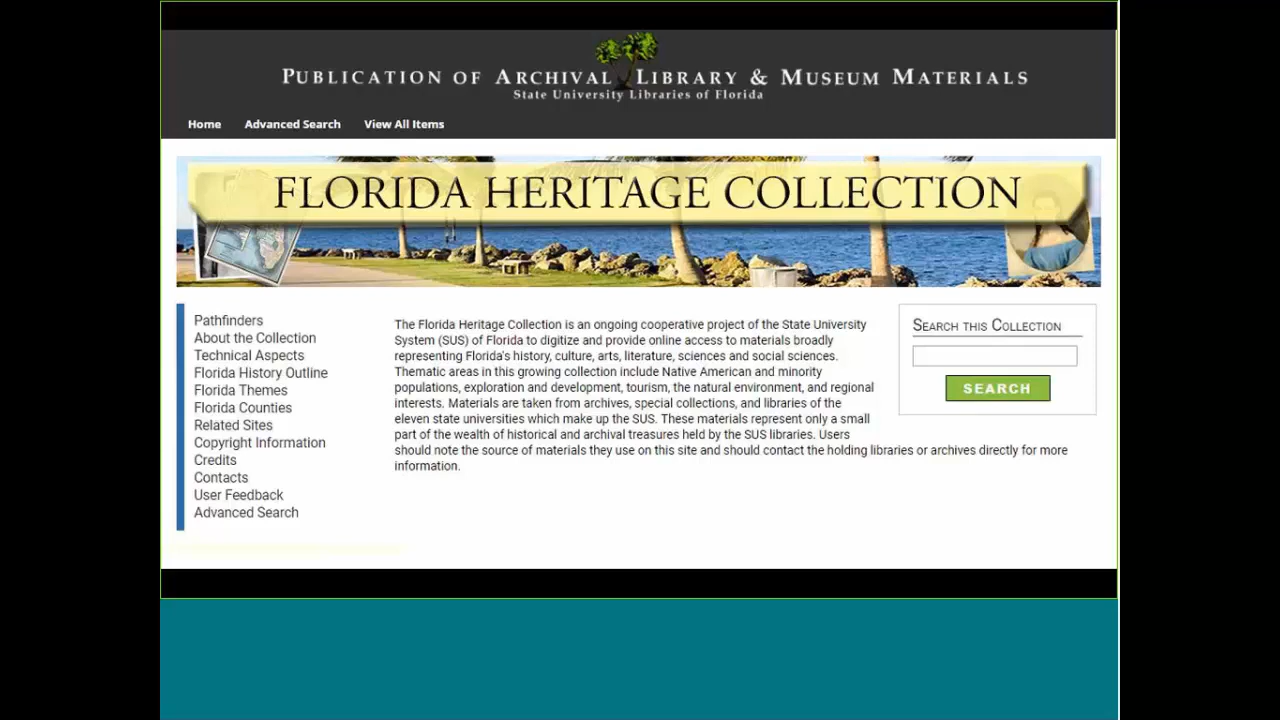 PUBLICATION OF ARCHIVAL LIBRARY & MUSEUM MATERIALS
State University Libraries of Florida
Home Advanced Search View All Items
FLORIDA HERITAGE COLLECTION
Pathfinders
About the Collection
Technical Aspects
Florida History Outline
Florida Themes
Florida Counties
Related Sites
Copyright Information
Credits
Contacts
User Feedback
Advanced Search
The Florida Heritage Collection is an ongoing cooperative project of the State University
System (SUS) of Florida to digitize and provide online access to materials broadly
representing Florida's history, culture, arts, literature, sciences and social sciences.
Thematic areas in this growing collection include Native American and minority
populations, exploration and development, tourism, the natural environment, and regional
interests. Materials are taken from archives, special collections, and libraries of the
eleven state universities which make up the SUS. These materials represent only a small
part of the wealth of historical and archival treasures held by the SUS libraries. Users
should note the source of materials they use on this site and should contact the holding libraries or archives directly for more
information.
SEARCH THIS COLLECTION
SEARCH